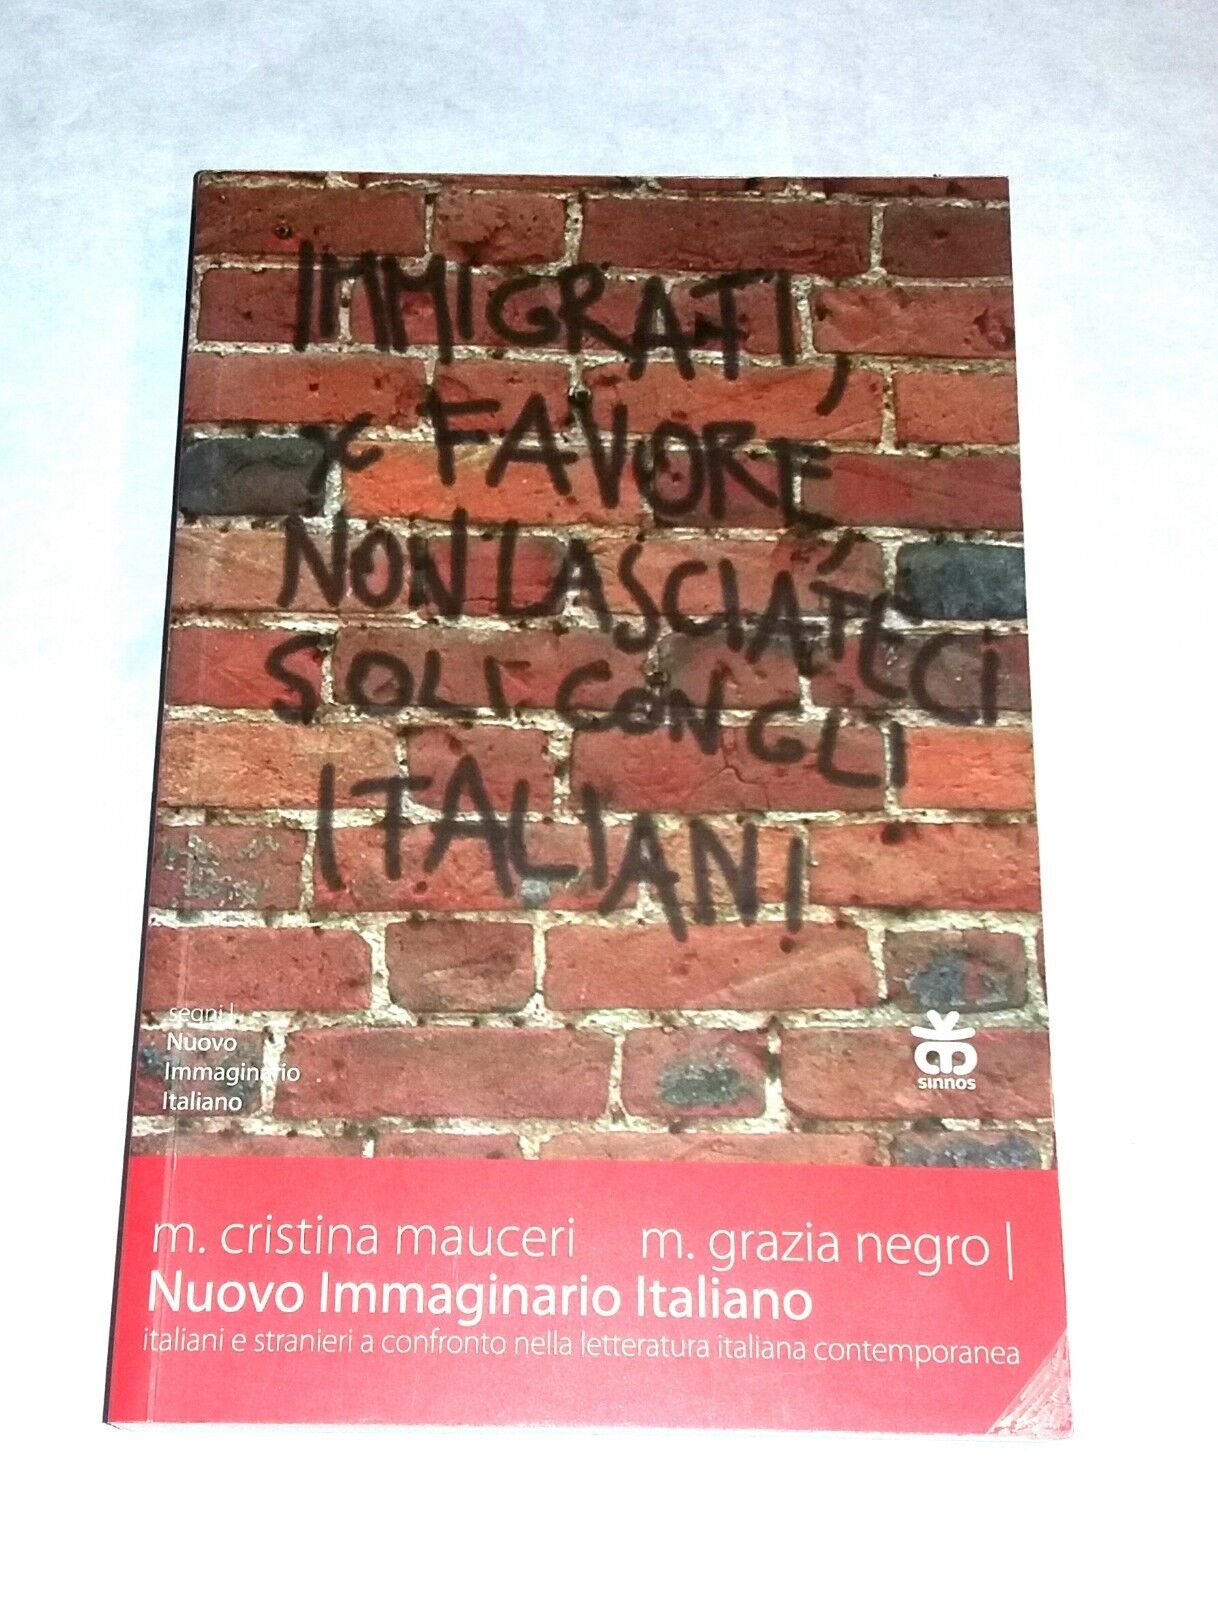 IMMIGRATI,
x FAVORE,
NON LASCIATECI
SOLI CON GLI
ITALIANI
segni |
Nuovo
Immaginario
Italiano
sinnos
m. cristina mauceri m. grazia negro |
Nuovo Immaginario Italiano
italiani e stranieri a confronto nella letteratura italiana contemporanea